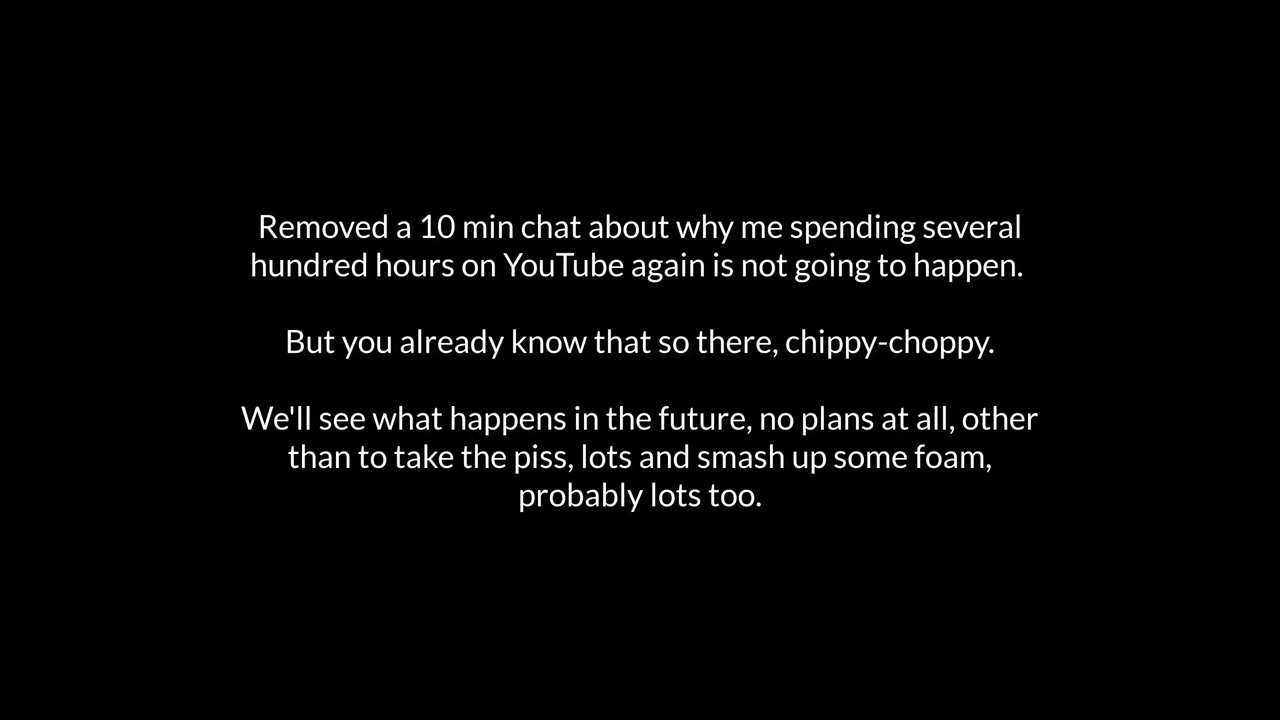 Removed a 10 min chat about why me spending several
hundred hours on YouTube again is not going to happen.
But you already know that so there, chippy-choppy.
We'll see what happens in the future, no plans at all, other
than to take the piss, lots and smash up some foam,
probably lots too.